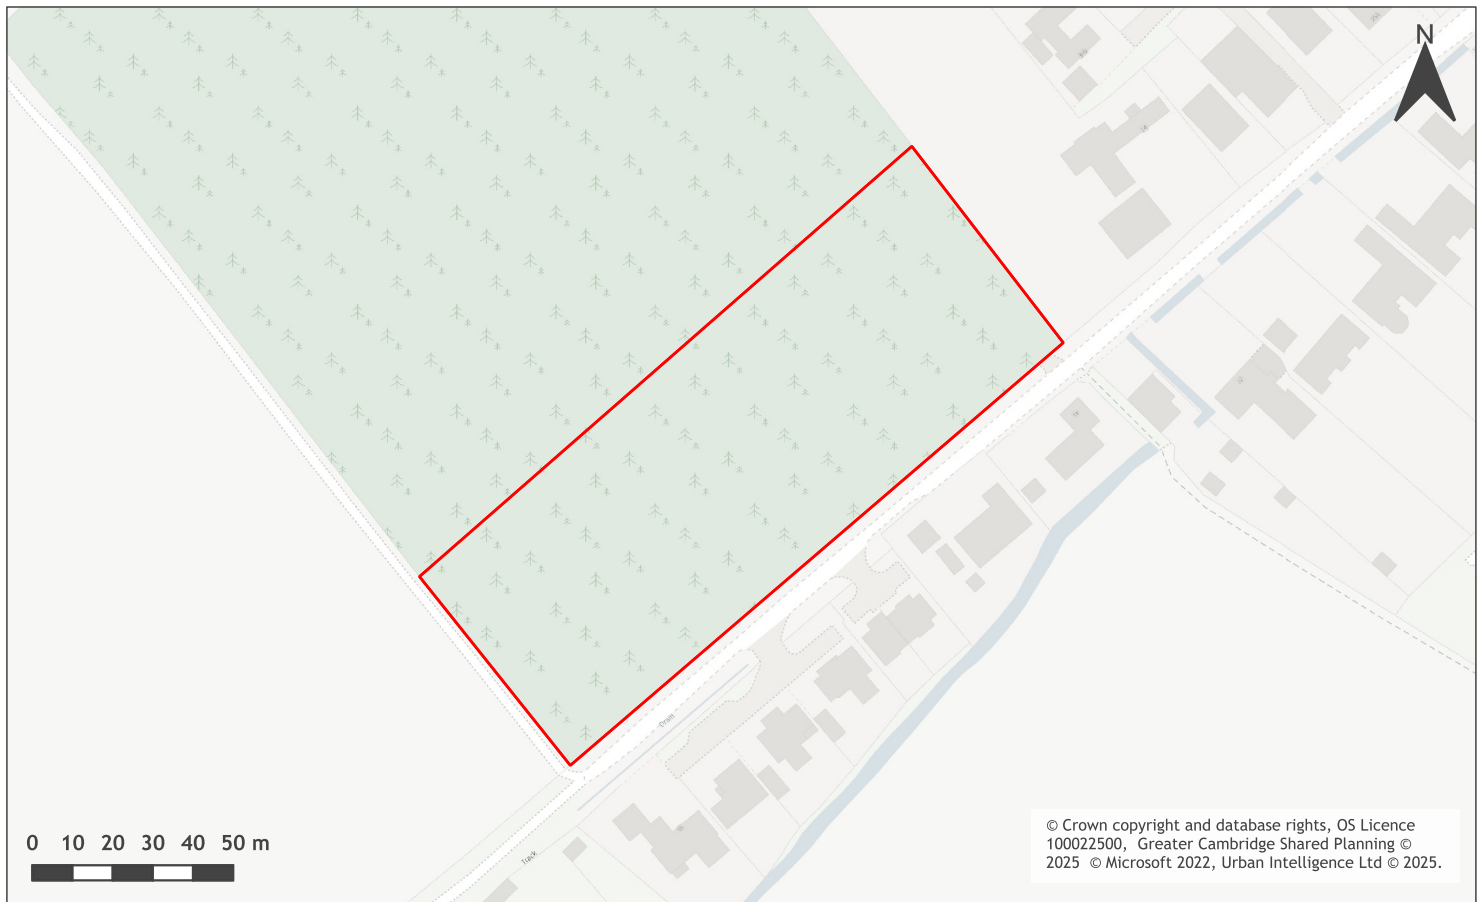 N
Drain
Track
0 10 20 30 40 50 m
© Crown copyright and database rights, OS Licence
100022500, Greater Cambridge Shared Planning ©
2025 © Microsoft 2022, Urban Intelligence Ltd © 2025.